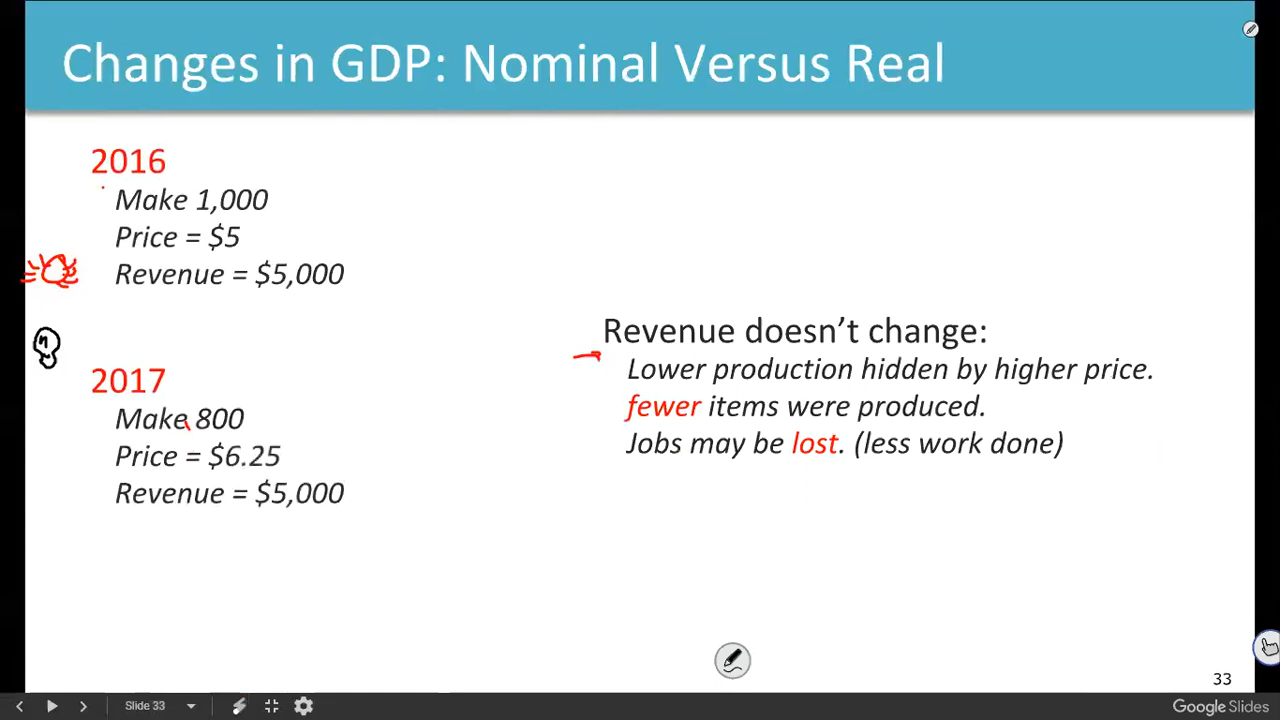 Changes in GDP: Nominal Versus Real
2016
Make 1,000
Price = $5
Revenue = $5,000
2017
Make 800
Price = $6.25
Revenue = $5,000
Revenue doesn’t change:
Lower production hidden by higher price.
fewer items were produced.
Jobs may be lost. (less work done)
33
Slide 33
Google Slides